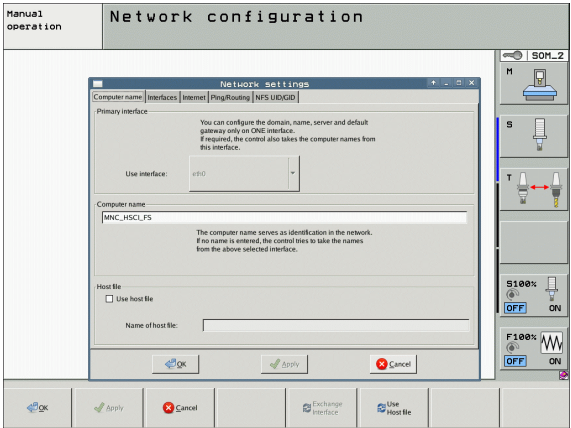 Manual
operation
Network configuration
SOM_2
Network settings
Computer name
Interfaces
Internet
Ping/Routing
NFS UID/GID
Primary interface
You can configure the domain, name, server and default
gateway only on ONE interface.
If required, the control also takes the computer names from
this interface.
Use interface:
eth0
Computer name
MNC_HSCI_FS
The computer name serves as identification in the network.
If no name is entered, the control tries to take the names
from the above selected interface.
Host file
Use host file
Name of host file:
OK
Apply
Cancel
M
S
T
S100%
OFF ON
F100%
OFF ON
OK
Apply
Cancel
Exchange
Interface
Use
Host file